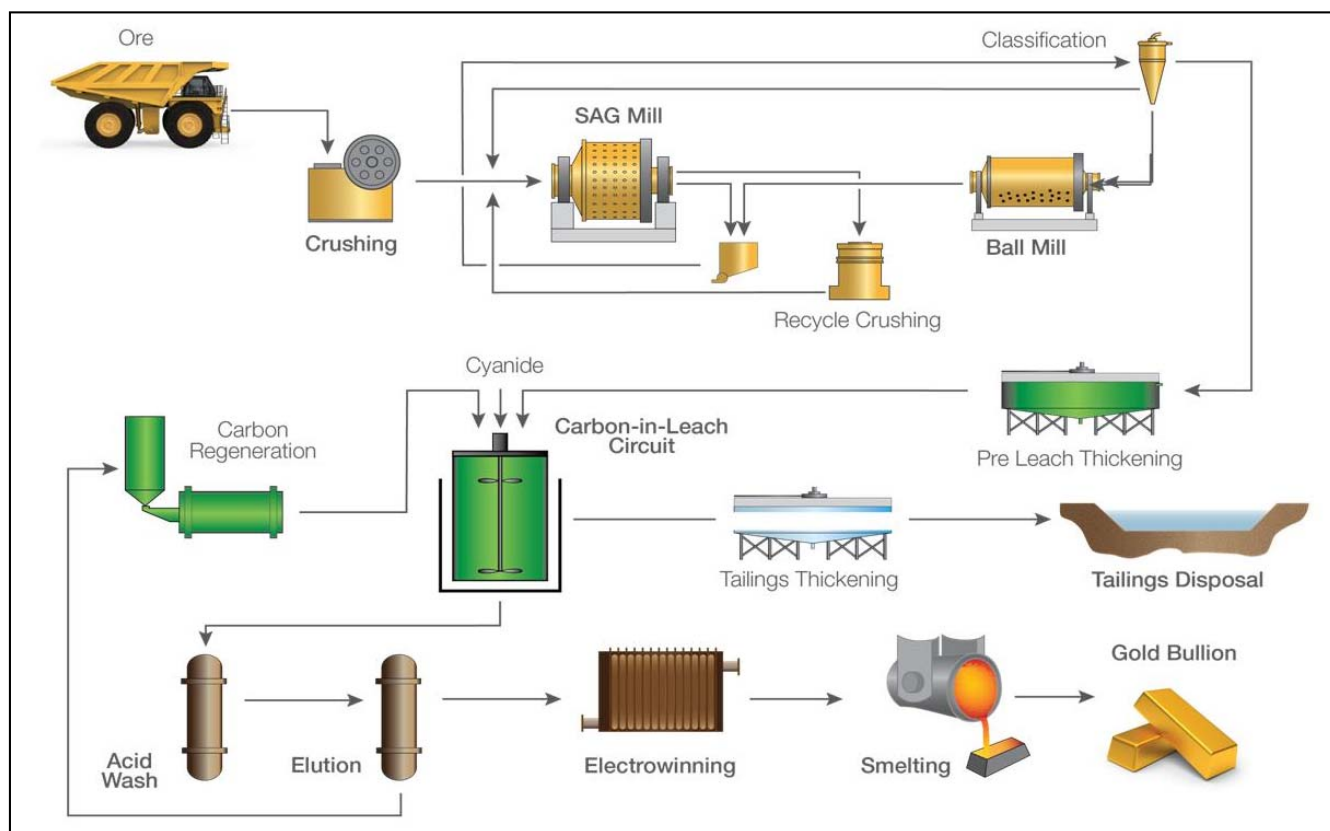 Ore
Classification
SAG Mill
Crushing
Ball Mill
Recycle Crushing
Cyanide
Carbon
Regeneration
Carbon-in-Leach
Circuit
Pre Leach Thickening
Tailings Thickening
Tailings Disposal
Gold Bullion
Acid
Wash
Elution
Electrowinning
Smelting